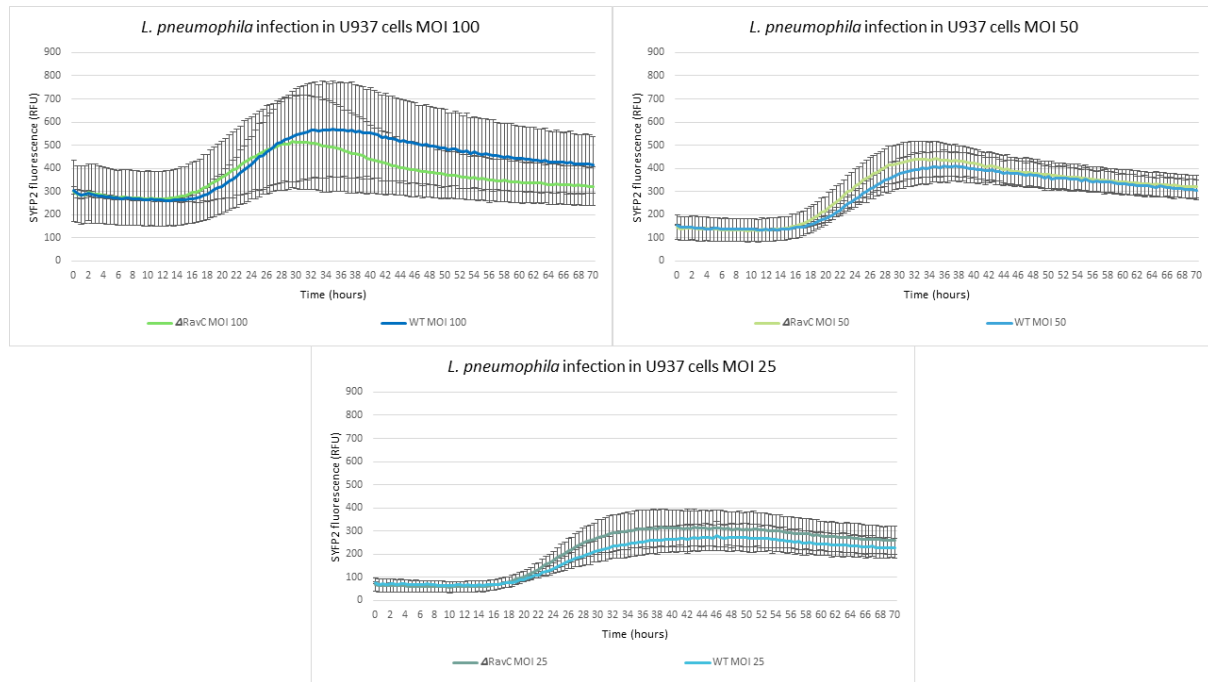 L. pneumophila infection in U937 cells MOI 100
900
800
700
600
500
400
300
200
100
0
SYFP2 fluorescence (RFU)
0 2 4 6 8 10 12 14 16 18 20 22 24 26 28 30 32 34 36 38 40 42 44 46 48 50 52 54 56 58 60 62 64 66 68 70
Time (hours)
ΔRavC MOI 100 WT MOI 100
L. pneumophila infection in U937 cells MOI 50
900
800
700
600
500
400
300
200
100
0
SYFP2 fluorescence (RFU)
0 2 4 6 8 10 12 14 16 18 20 22 24 26 28 30 32 34 36 38 40 42 44 46 48 50 52 54 56 58 60 62 64 66 68 70
Time (hours)
ΔRavC MOI 50 WT MOI 50
L. pneumophila infection in U937 cells MOI 25
900
800
700
600
500
400
300
200
100
0
SYFP2 fluorescence (RFU)
0 2 4 6 8 10 12 14 16 18 20 22 24 26 28 30 32 34 36 38 40 42 44 46 48 50 52 54 56 58 60 62 64 66 68 70
Time (hours)
ΔRavC MOI 25 WT MOI 25